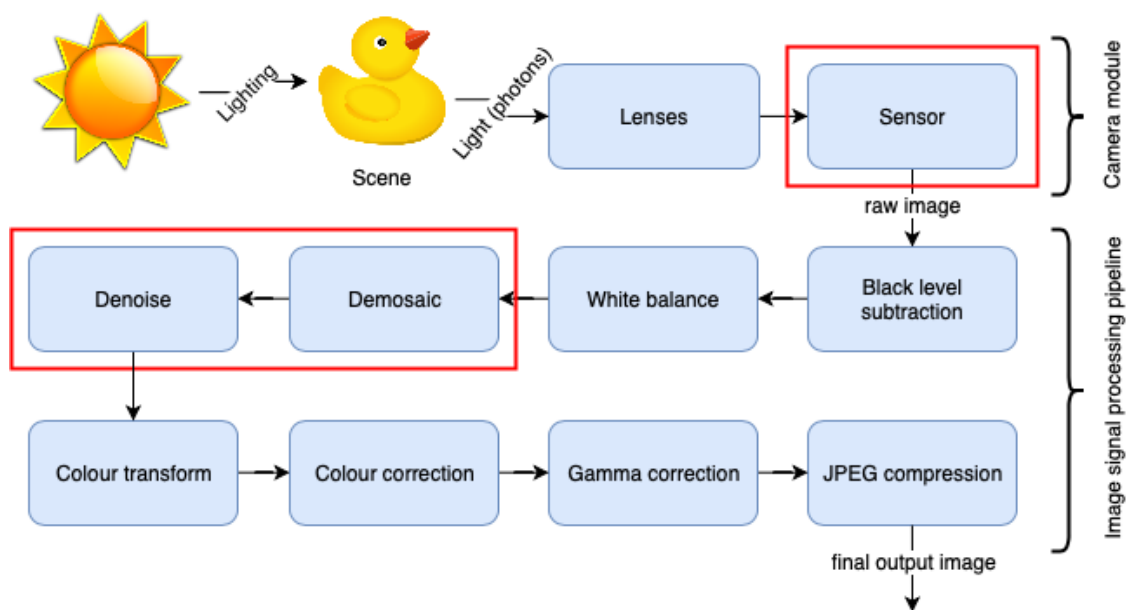 Lighting
Scene
Light (photons)
Lenses
Sensor
Camera module
raw image
Denoise
Demosaic
White balance
Black level
subtraction
Image signal processing pipeline
Colour transform
Colour correction
Gamma correction
JPEG compression
final output image